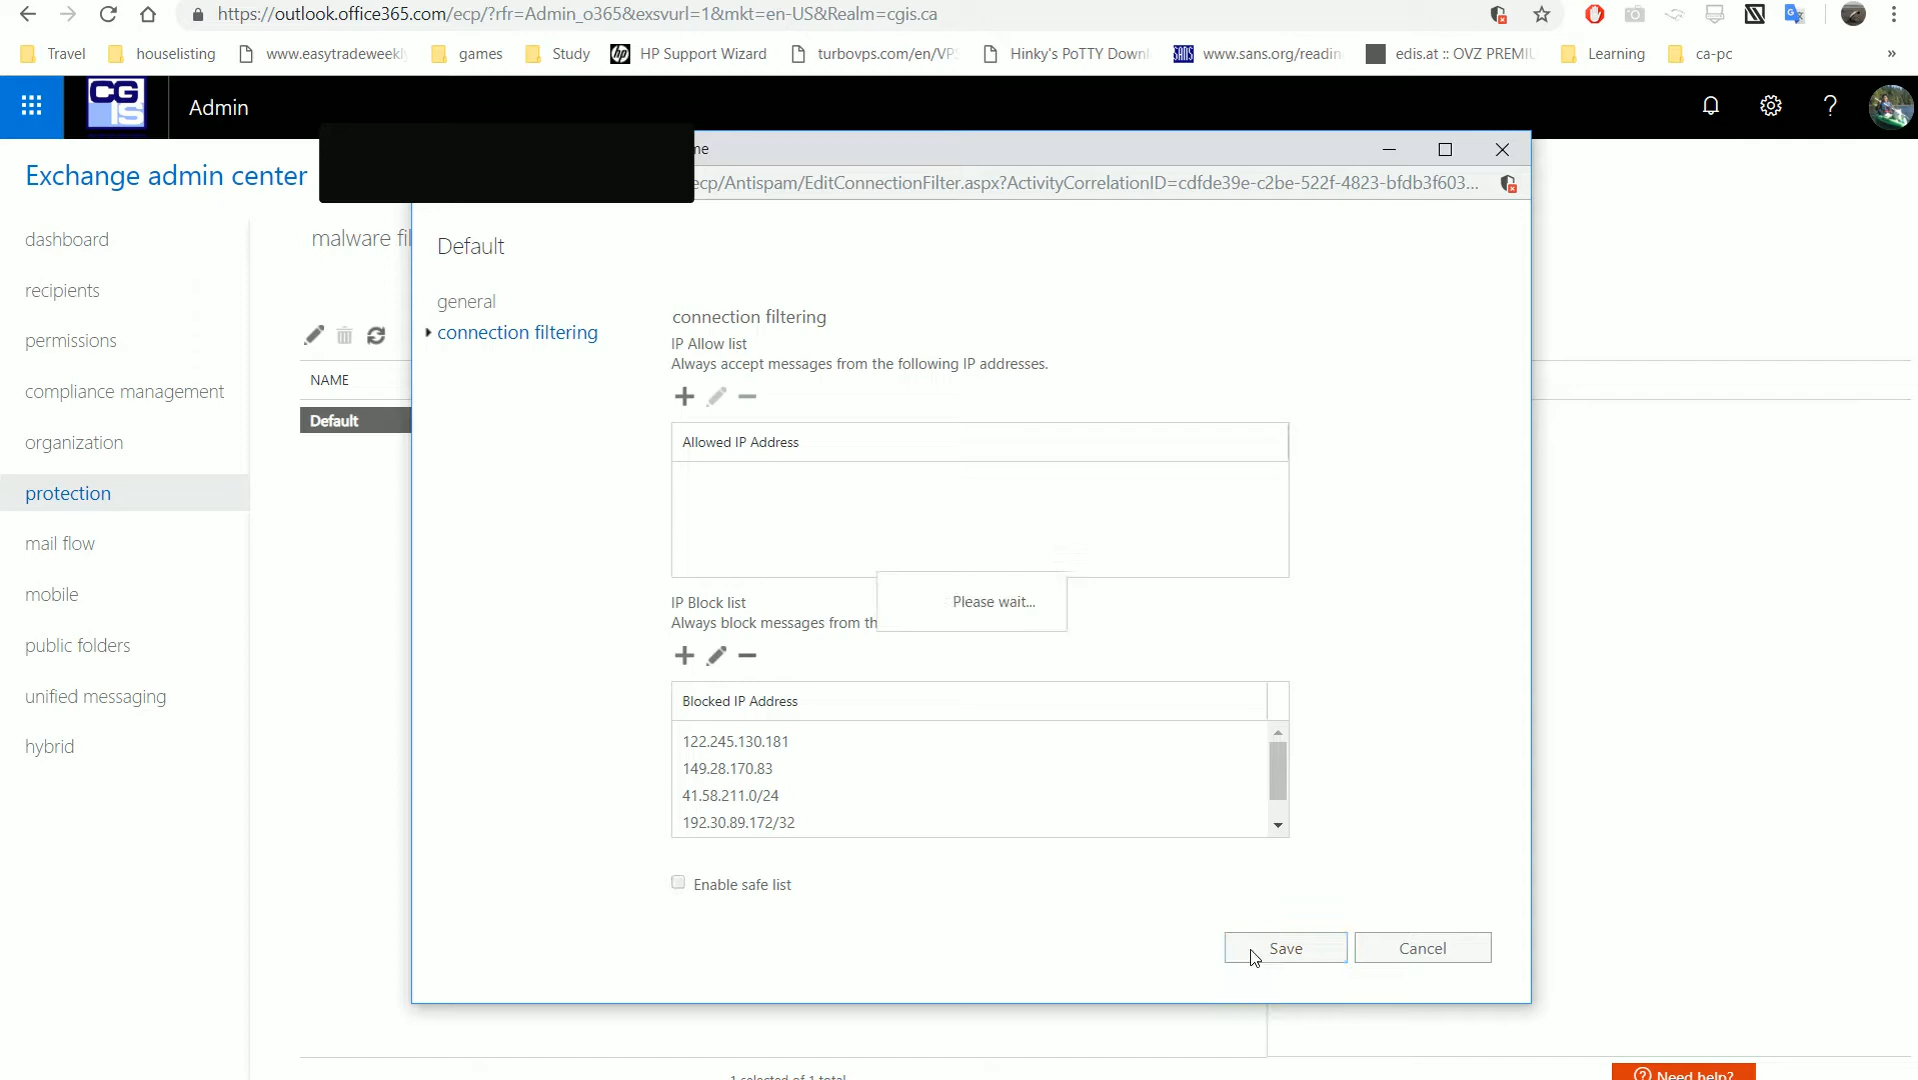 https://outlook.office365.com/ecp/?rfr=Admin_o365&exsvurl=1&mkt=en-US&Realm=cgis.ca
Travel houselisting www.easytradeweekl games Study HP Support Wizard turbovps.com/en/VPS Hinky's PoTTY Down www.sans.org/readin edis.at :: OVZ PREMIU Learning ca-pc »
CG
IS
Admin
me
Exchange admin center
ecp/Antispam/EditConnectionFilter.aspx?ActivityCorrelationID=cdfde39e-c2be-522f-4823-bfdb3f603...
dashboard
recipients
permissions
compliance management
organization
protection
mail flow
mobile
public folders
unified messaging
hybrid
malware fil
NAME
Default
Default
general
connection filtering
connection filtering
IP Allow list
Always accept messages from the following IP addresses.
Allowed IP Address
Please wait...
IP Block list
Always block messages from th
Blocked IP Address
122.245.130.181
149.28.170.83
41.58.211.0/24
192.30.89.172/32
Enable safe list
Save Cancel
1 selected of 1 total
Need help?